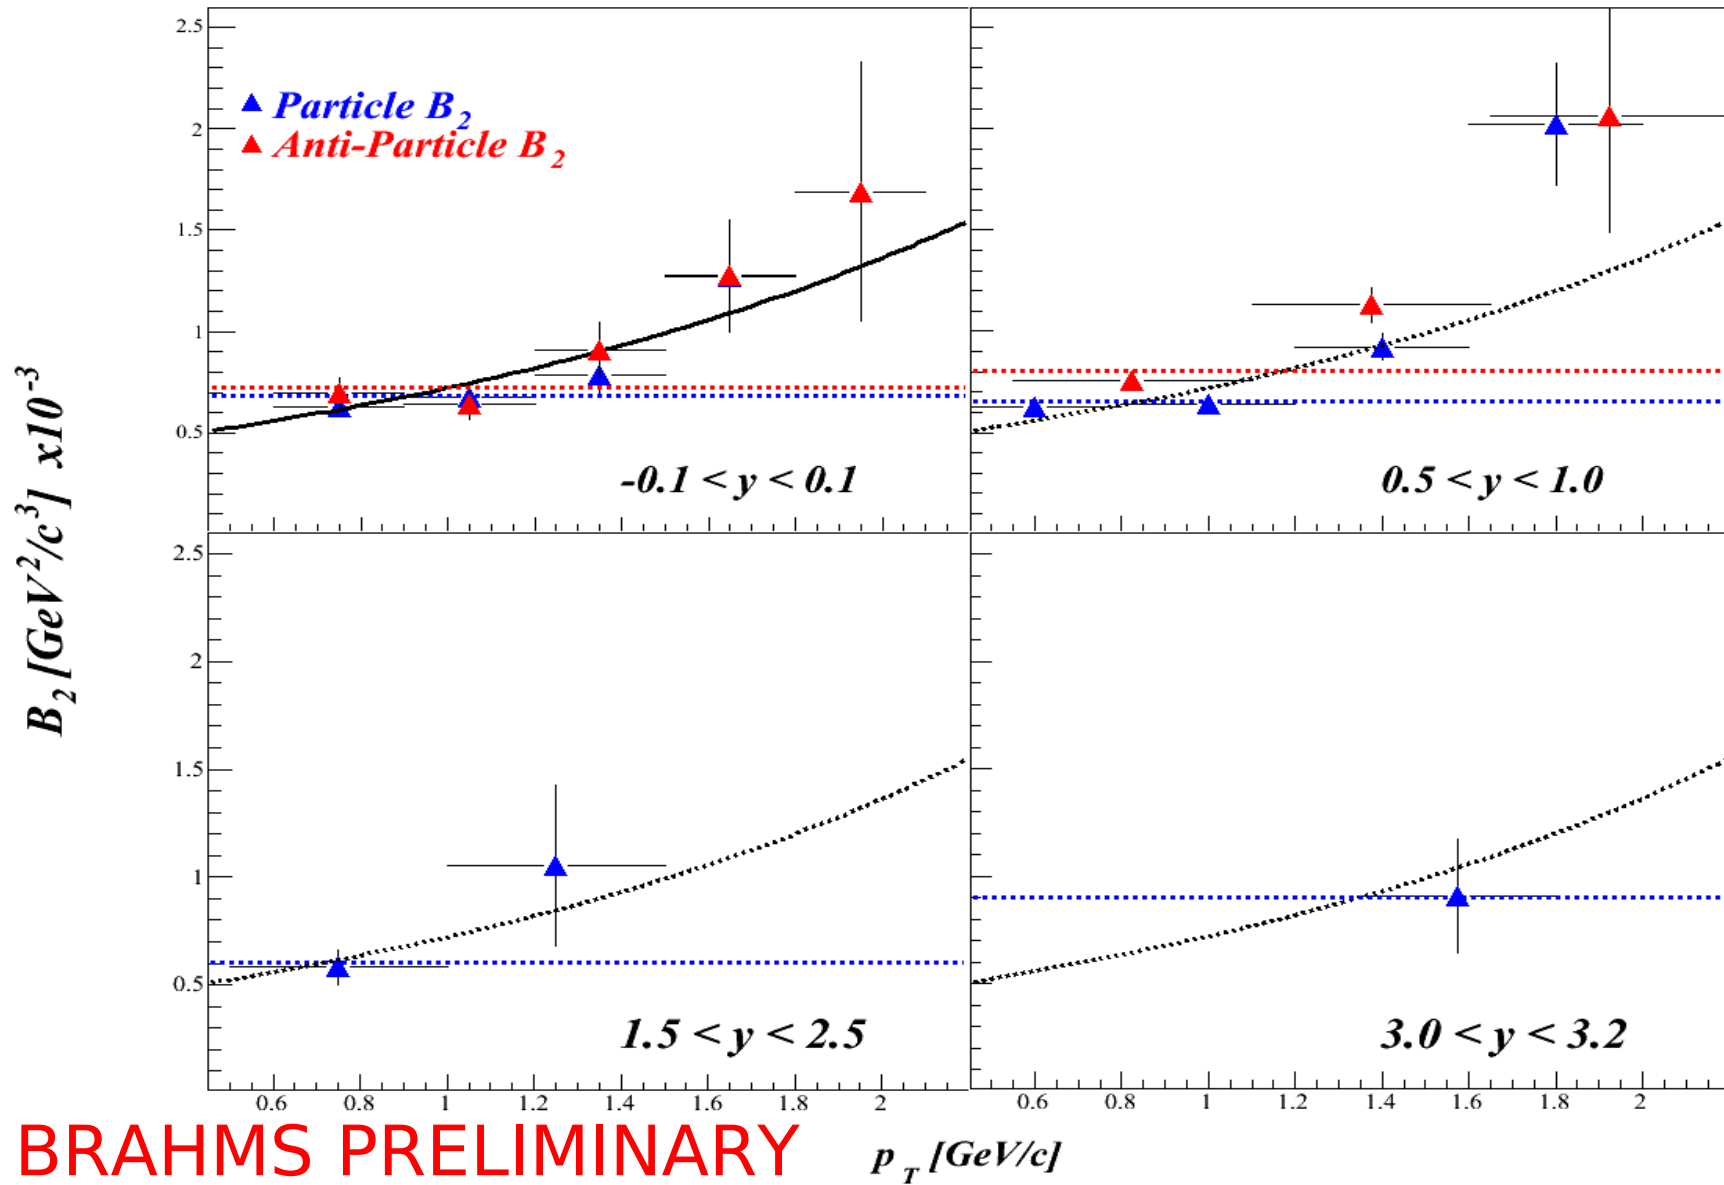 2.5
2
1.5
1
0.5
Particle B2
Anti-Particle B2
-0.1 < y < 0.1
0.5 < y < 1.0
B2 [GeV²/c³] x10⁻³
2.5
2
1.5
1
0.5
1.5 < y < 2.5
3.0 < y < 3.2
0.6 0.8 1 1.2 1.4 1.6 1.8 2
0.6 0.8 1 1.2 1.4 1.6 1.8 2
BRAHMS PRELIMINARY
pT [GeV/c]